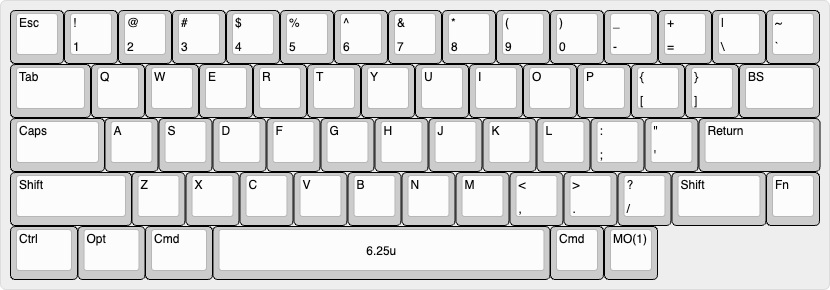 Esc ! @ # $ % ^ & * ( ) _ + | ~
1 2 3 4 5 6 7 8 9 0 - = \ `
Tab Q W E R T Y U I O P { } BS
[ ]
Caps A S D F G H J K L : " Return
; '
Shift Z X C V B N M < > ? Shift Fn
, . /
Ctrl Opt Cmd 6.25u Cmd MO(1)